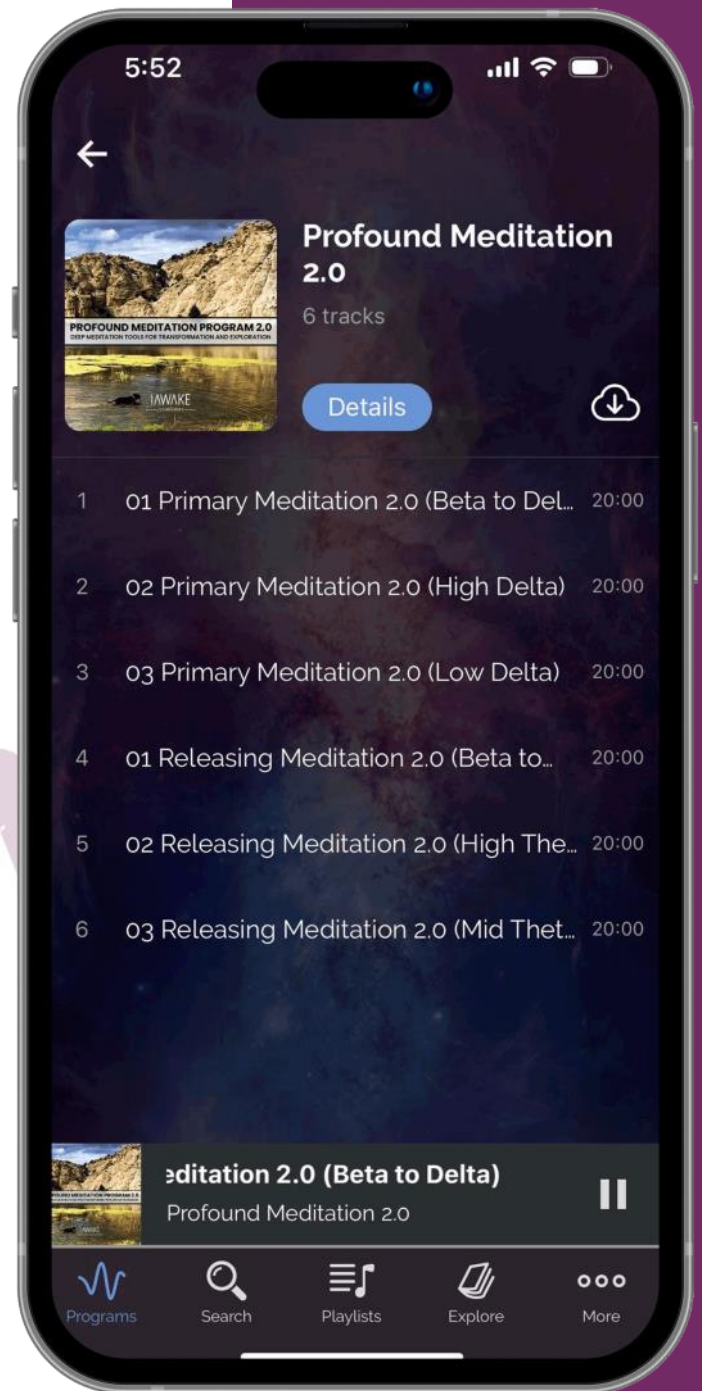 5:52
Profound Meditation
2.0
6 tracks
PROFOUND MEDITATION PROGRAM 2.0
DEEP MEDITATION TOOLS FOR TRANSFORMATION AND EXPLORATION
IAWAKE
Details
1 01 Primary Meditation 2.0 (Beta to Del... 20:00
2 02 Primary Meditation 2.0 (High Delta) 20:00
3 03 Primary Meditation 2.0 (Low Delta) 20:00
4 01 Releasing Meditation 2.0 (Beta to... 20:00
5 02 Releasing Meditation 2.0 (High The... 20:00
6 03 Releasing Meditation 2.0 (Mid Thet... 20:00
editation 2.0 (Beta to Delta)
Profound Meditation 2.0
PROFOUND MEDITATION PROGRAM 2.0
Programs Search Playlists Explore More